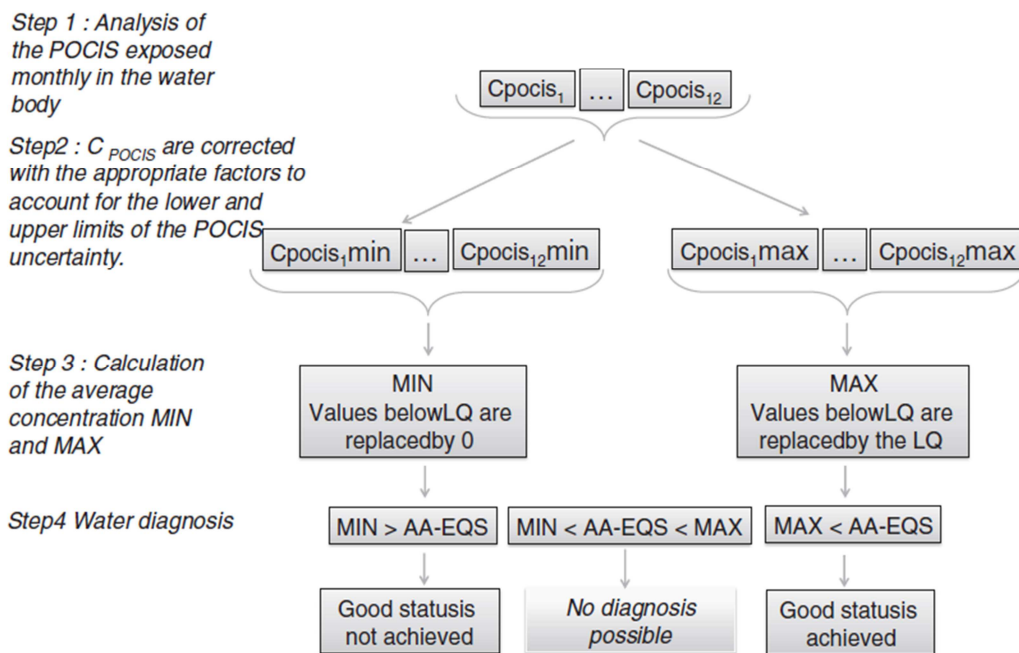 Step 1 : Analysis of
the POCIS exposed
monthly in the water
body
Cpocis₁ ... Cpocis₁₂
Step2 : C POCIS are corrected
with the appropriate factors to
account for the lower and
upper limits of the POCIS
uncertainty.
Cpocis₁min ... Cpocis₁₂min
Cpocis₁max ... Cpocis₁₂max
Step 3 : Calculation
of the average
concentration MIN
and MAX
MIN
Values belowLQ are
replacedby 0
MAX
Values belowLQ are
replacedby the LQ
Step4 Water diagnosis
MIN > AA-EQS
MIN < AA-EQS < MAX
MAX < AA-EQS
Good statusis
not achieved
No diagnosis
possible
Good statusis
achieved